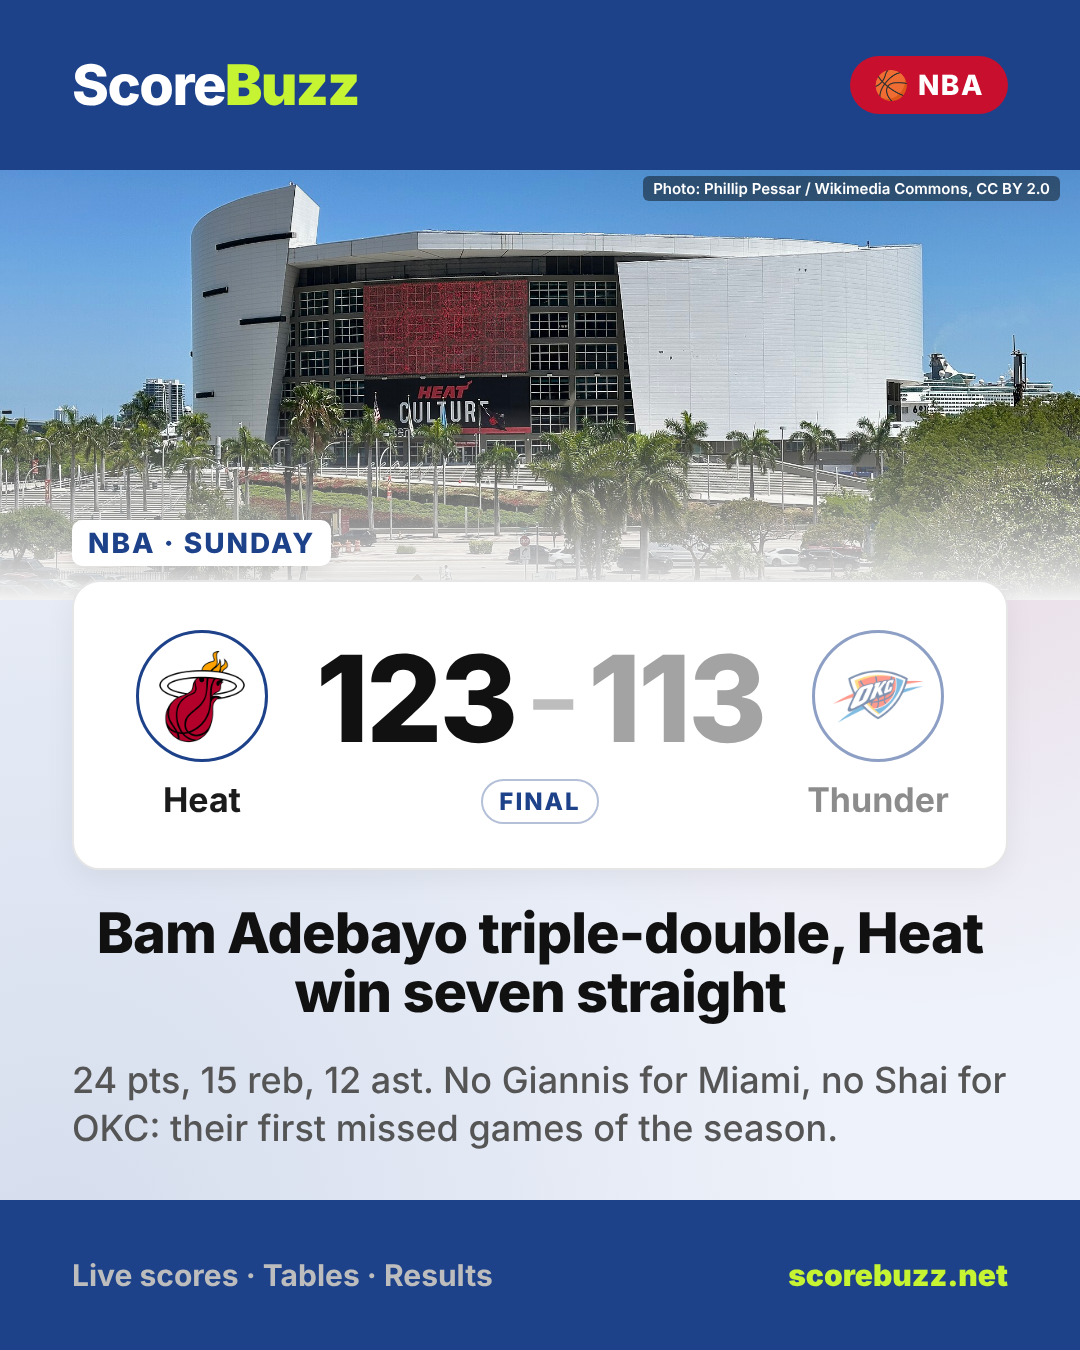 ScoreBuzz
NBA
Photo: Phillip Pessar / Wikimedia Commons, CC BY 2.0
HEAT
CULTURE
NBA · SUNDAY
123 – 113
OKC
Heat
Thunder
FINAL
Bam Adebayo triple-double, Heat
win seven straight
24 pts, 15 reb, 12 ast. No Giannis for Miami, no Shai for
OKC: their first missed games of the season.
Live scores · Tables · Results
scorebuzz.net